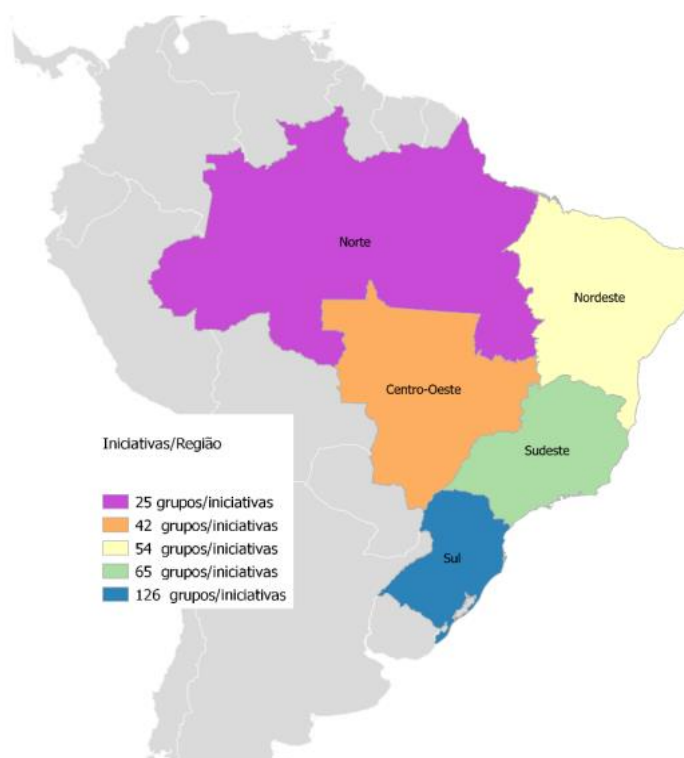 Norte
Nordeste
Centro-Oeste
Sudeste
Sul
Iniciativas/Região
25 grupos/iniciativas
42 grupos/iniciativas
54 grupos/iniciativas
65 grupos/iniciativas
126 grupos/iniciativas